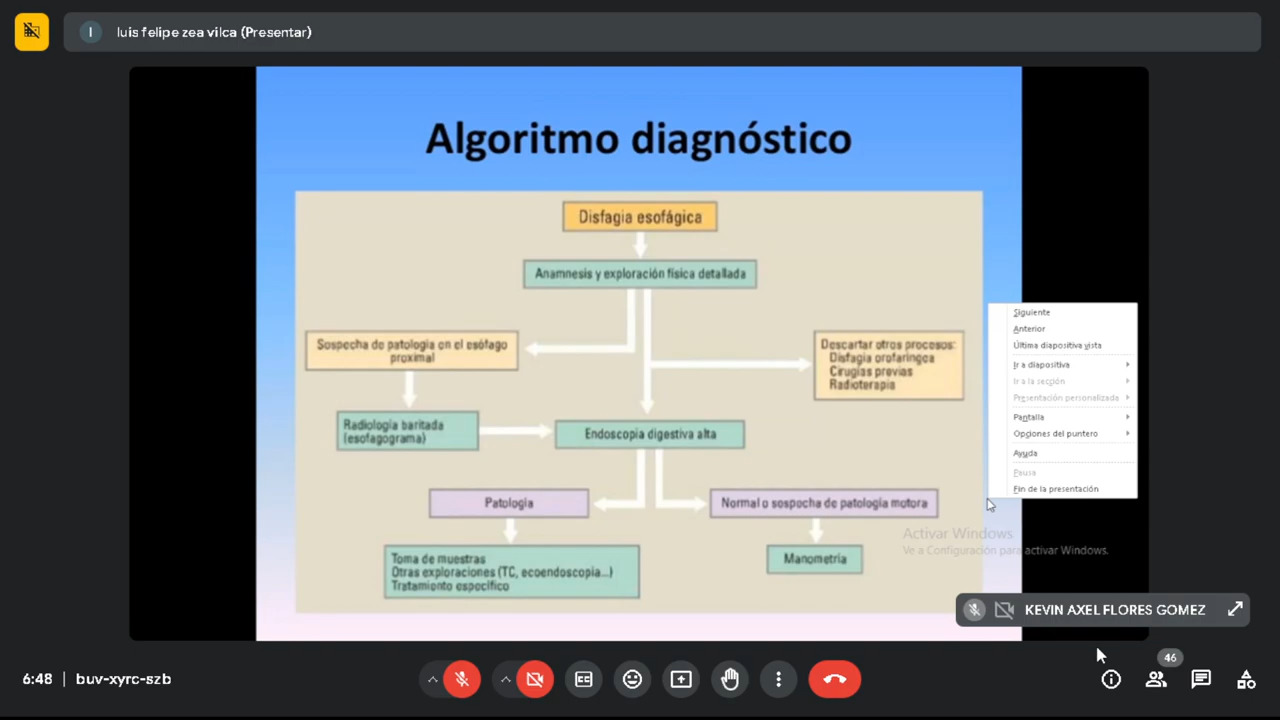 l
luis felipe zea vilca (Presentar)
Algoritmo diagnóstico
Disfagia esofágica
Anamnesis y exploración física detallada
Sospecha de patología en el esófago
proximal
Descartar otros procesos:
Disfagia orofaríngea
Cirugías previas
Radioterapia
Radiología baritada
(esofagograma)
Endoscopia digestiva alta
Patología
Normal o sospecha de patología motora
Toma de muestras
Otras exploraciones (TC, ecoendoscopia...)
Tratamiento específico
Manometría
Siguiente
Anterior
Última diapositiva vista
Ir a diapositiva
Ir a la sección
Presentación personalizada
Pantalla
Opciones del puntero
Ayuda
Pausa
Fin de la presentación
Activar Windows
Ve a Configuración para activar Windows.
KEVIN AXEL FLORES GOMEZ
6:48 | buv-xyrc-szb
46